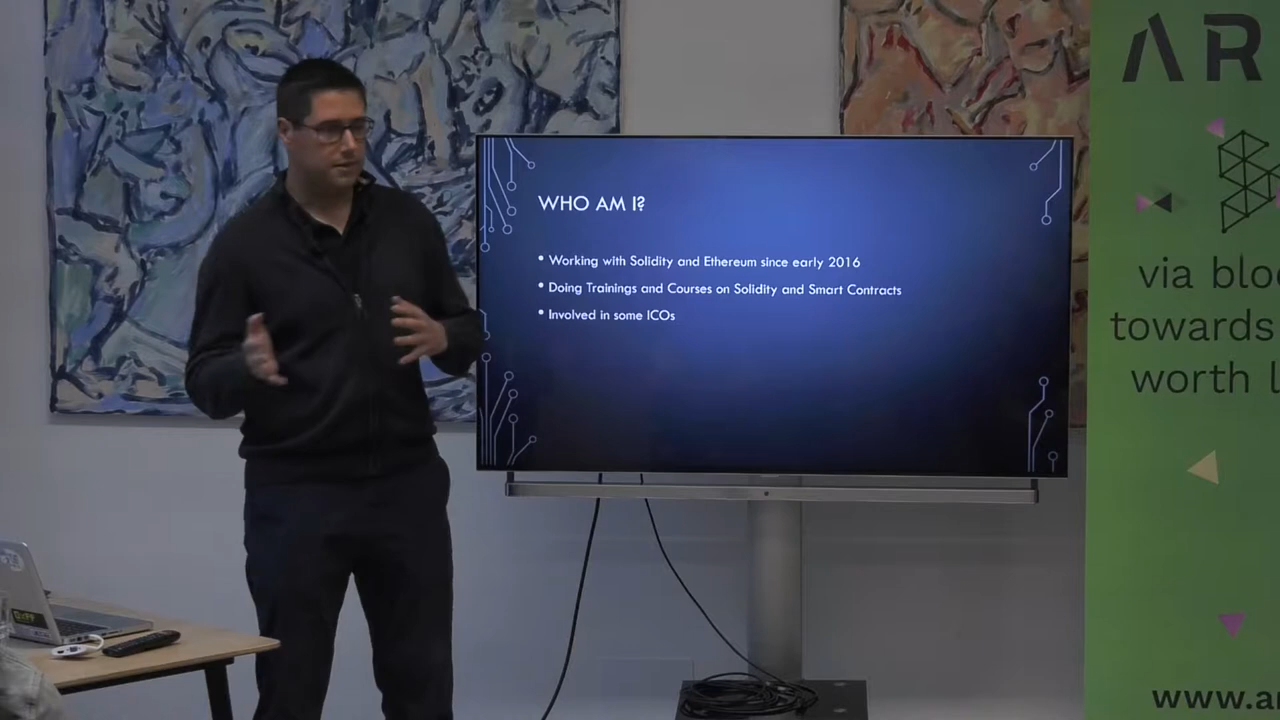 WHO AM I?
• Working with Solidity and Ethereum since early 2016
• Doing Trainings and Courses on Solidity and Smart Contracts
• Involved in some ICOs
AR
via blo
towards
worth l
www.a